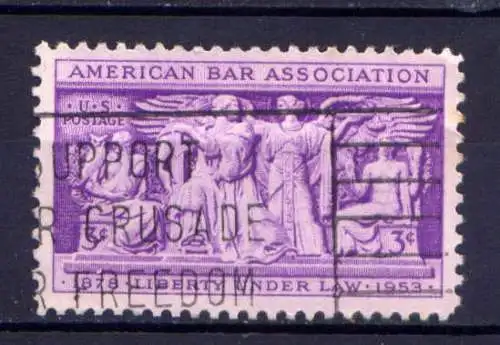 AMERICAN BAR ASSOCIATION
U.S.
POSTAGE
SUPPORT
CRUSADE
FREEDOM
3¢ 3¢
1878 · LIBERTY UNDER LAW · 1953